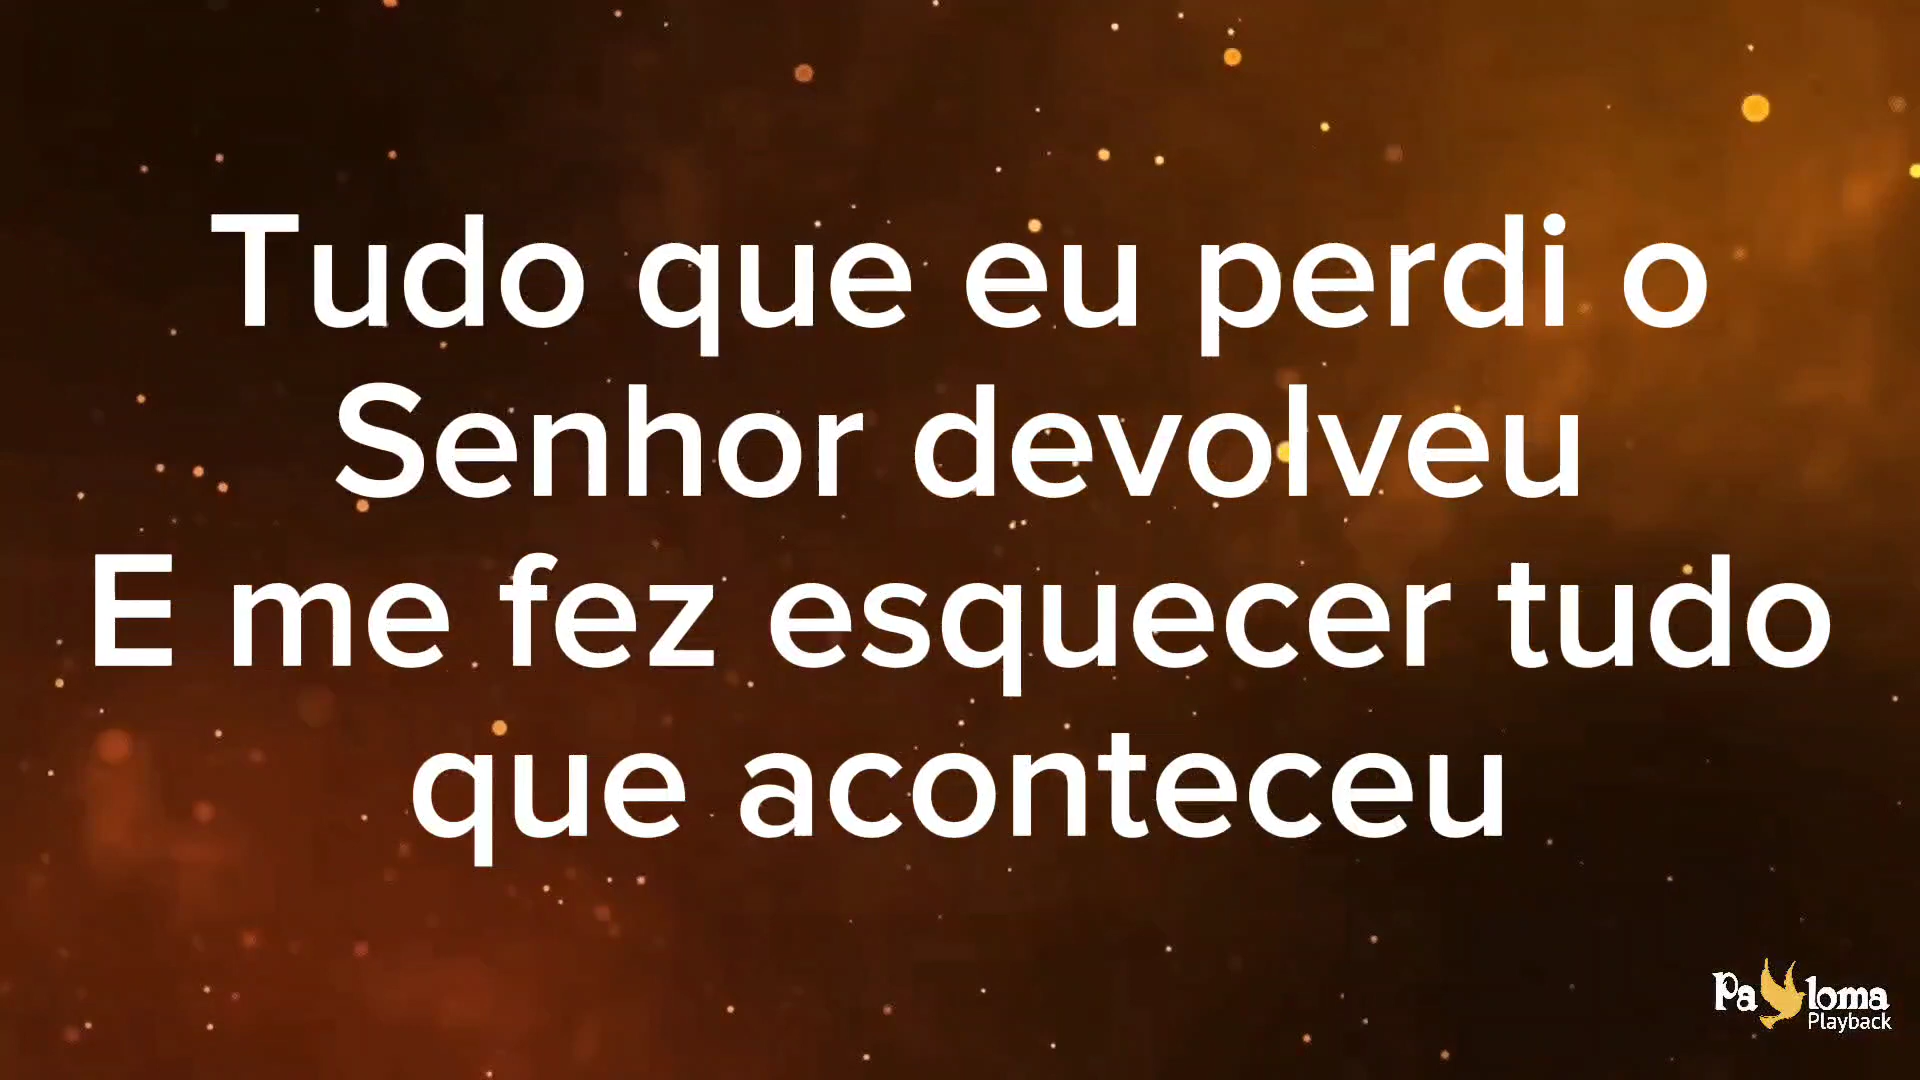 Tudo que eu perdi o
Senhor devolveu
E me fez esquecer tudo
que aconteceu
Paloma
Playback